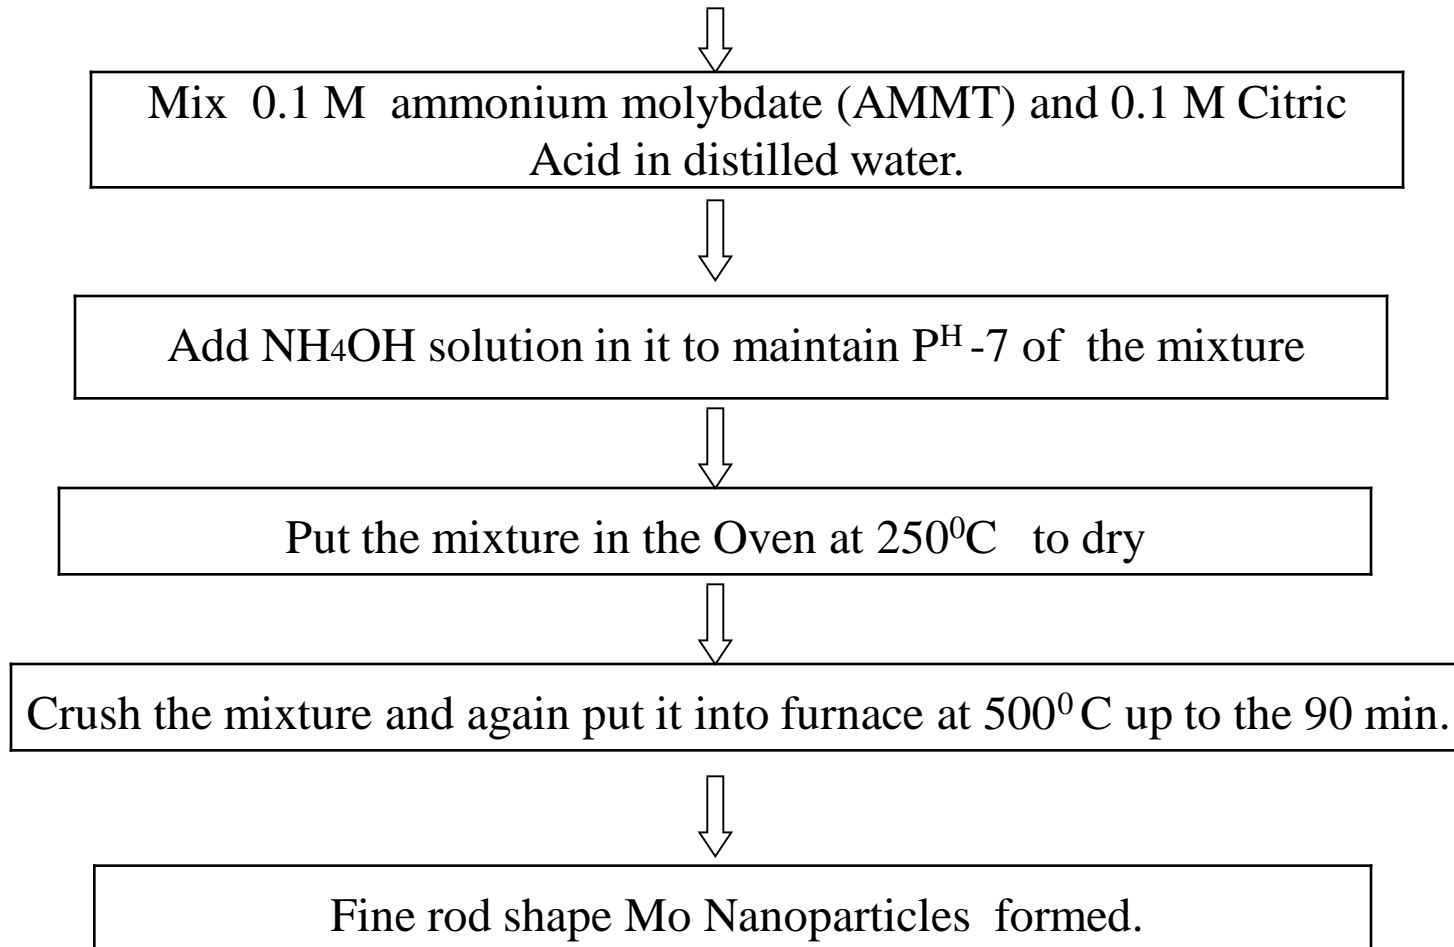 Mix 0.1 M ammonium molybdate (AMMT) and 0.1 M Citric
Acid in distilled water.
Add NH4OH solution in it to maintain P^H -7 of the mixture
Put the mixture in the Oven at 250⁰C to dry
Crush the mixture and again put it into furnace at 500⁰ C up to the 90 min.
Fine rod shape Mo Nanoparticles formed.